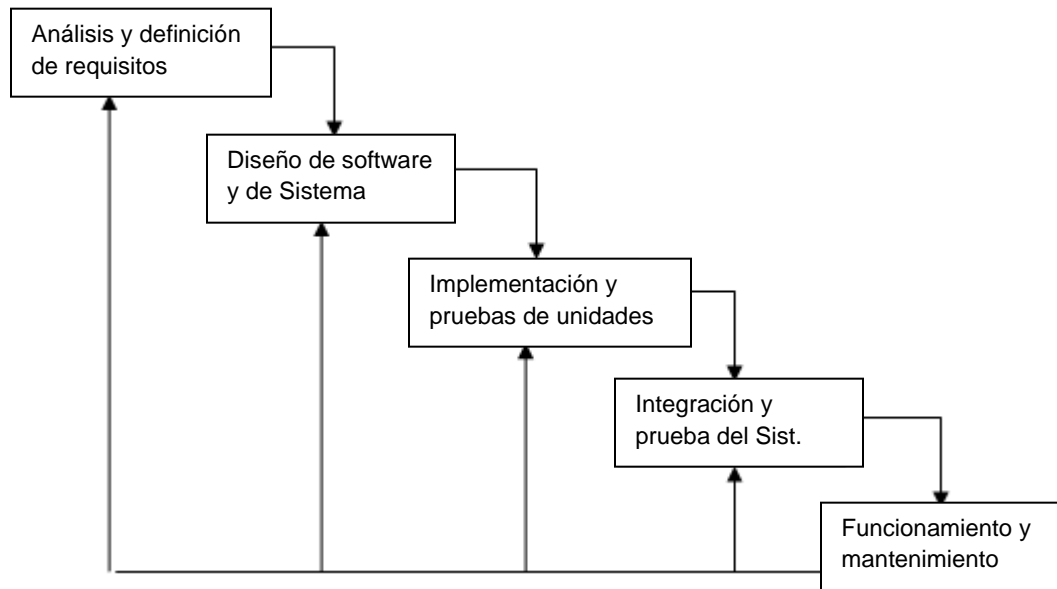 Análisis y definición
de requisitos
Diseño de software
y de Sistema
Implementación y
pruebas de unidades
Integración y
prueba del Sist.
Funcionamiento y
mantenimiento